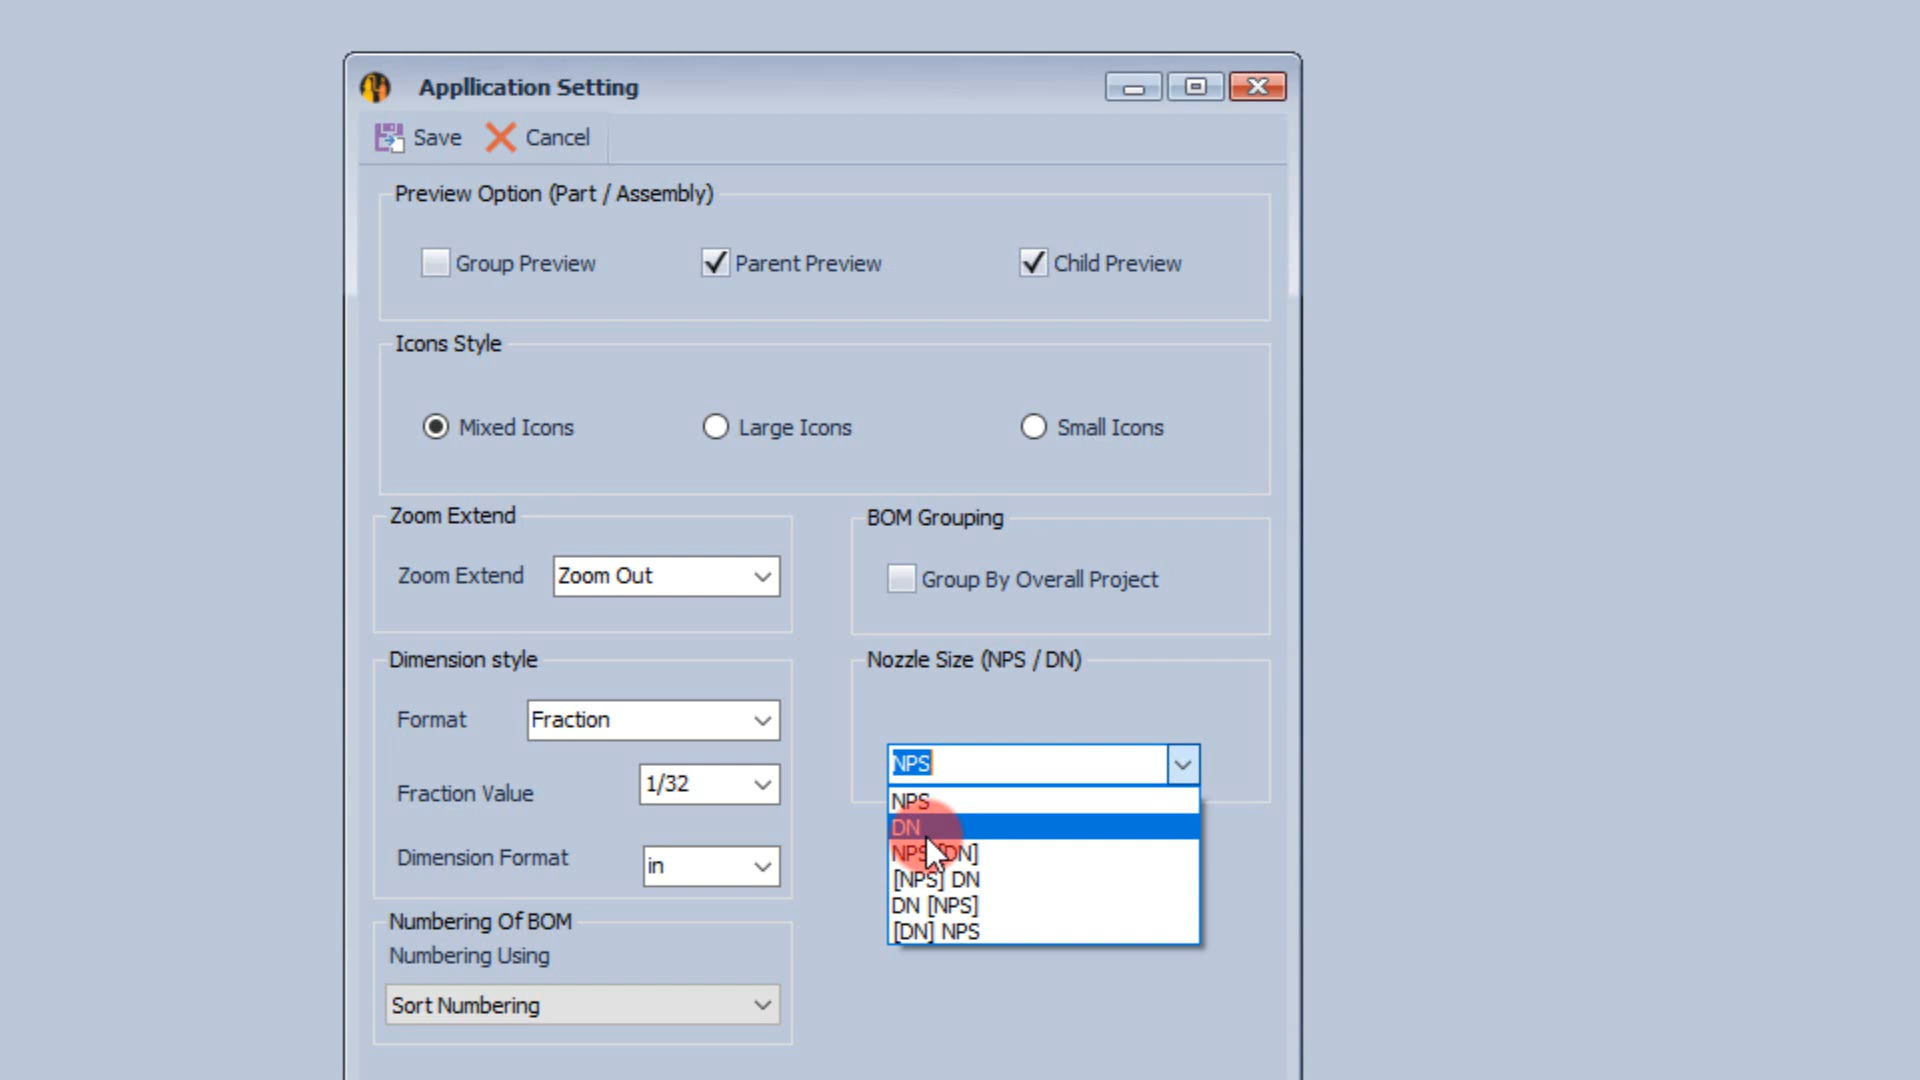 Appllication Setting
Save Cancel
Preview Option (Part / Assembly)
Group Preview Parent Preview Child Preview
Icons Style
Mixed Icons Large Icons Small Icons
Zoom Extend
Zoom Extend Zoom Out
BOM Grouping
Group By Overall Project
Dimension style
Format Fraction
Fraction Value 1/32
Dimension Format in
Nozzle Size (NPS / DN)
NPS
NPS
DN
NPS [DN]
[NPS] DN
DN [NPS]
[DN] NPS
Numbering Of BOM
Numbering Using
Sort Numbering